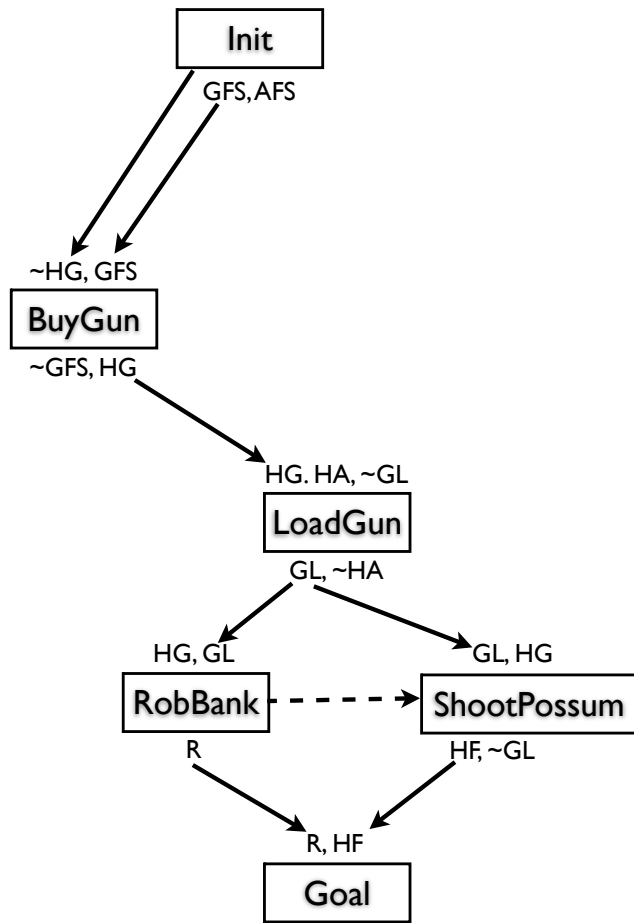 Init
GFS, AFS
~HG, GFS
BuyGun
~GFS, HG
HG. HA, ~GL
LoadGun
GL, ~HA
HG, GL
GL, HG
RobBank
ShootPossum
R
HF, ~GL
R, HF
Goal